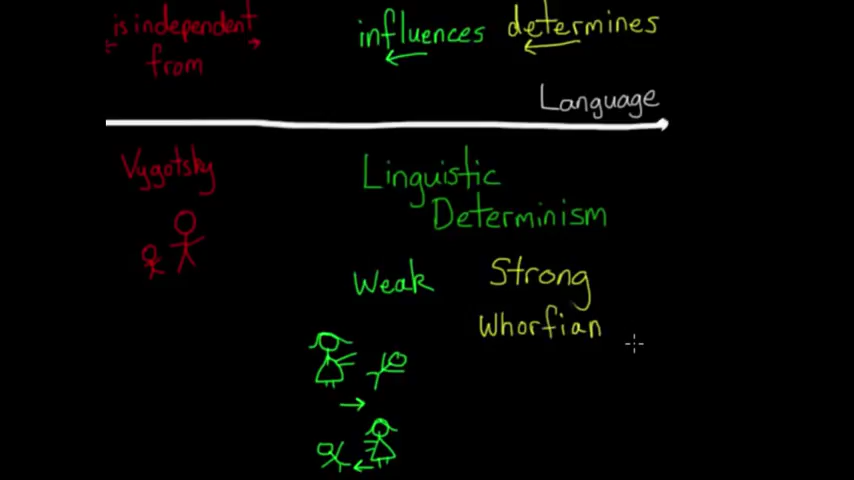 is independent
from
influences
determines
Language
Vygotsky
Linguistic
Determinism
Weak
Strong
Whorfian